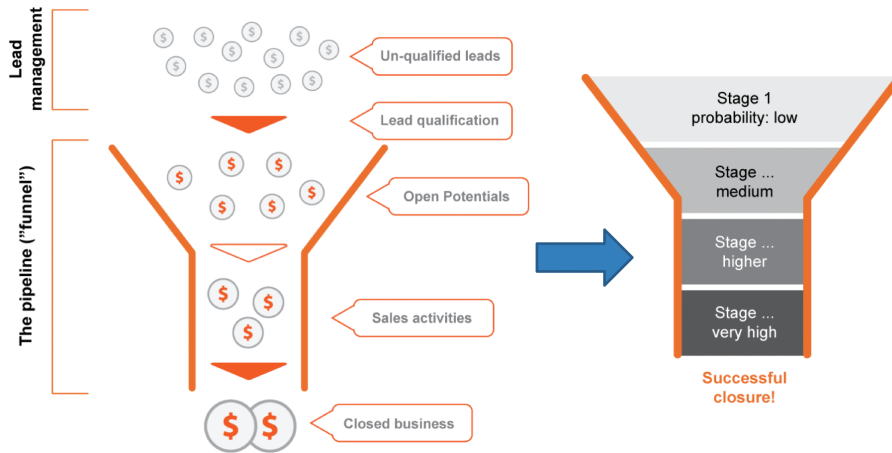 Lead
management
Un-qualified leads
Lead qualification
The pipeline ("funnel")
Open Potentials
Sales activities
Closed business
$ $ $ $ $ $ $ $ $ $ $ $
$ $ $ $ $ $ $
$ $ $
$ $
Stage 1
probability: low
Stage ...
medium
Stage ...
higher
Stage ...
very high
Successful
closure!